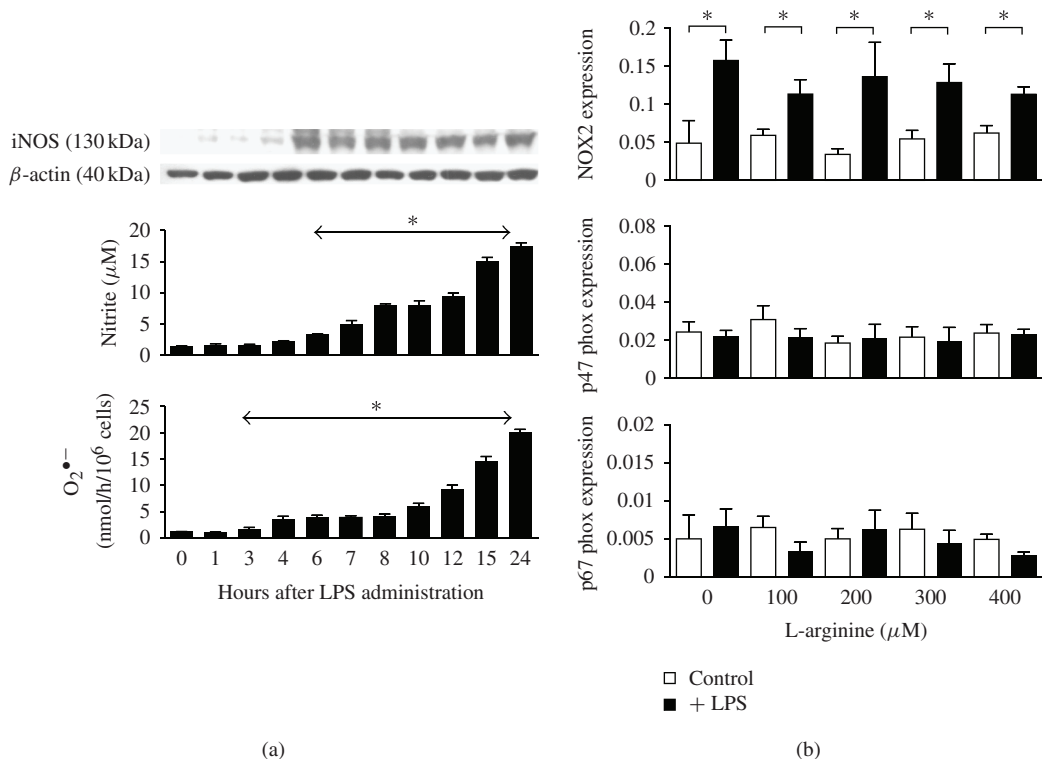 iNOS (130 kDa)
β-actin (40 kDa)
Nitrite (μM)
20
15
10
5
0
*
O2•−
(nmol/h/10⁶ cells)
25
20
15
10
5
0
*
0 1 3 4 6 7 8 10 12 15 24
Hours after LPS administration
(a)
* * * * *
NOX2 expression
0.2
0.15
0.1
0.05
0
p47 phox expression
0.08
0.06
0.04
0.02
0
p67 phox expression
0.02
0.015
0.01
0.005
0
0 100 200 300 400
L-arginine (μM)
Control
+ LPS
(b)